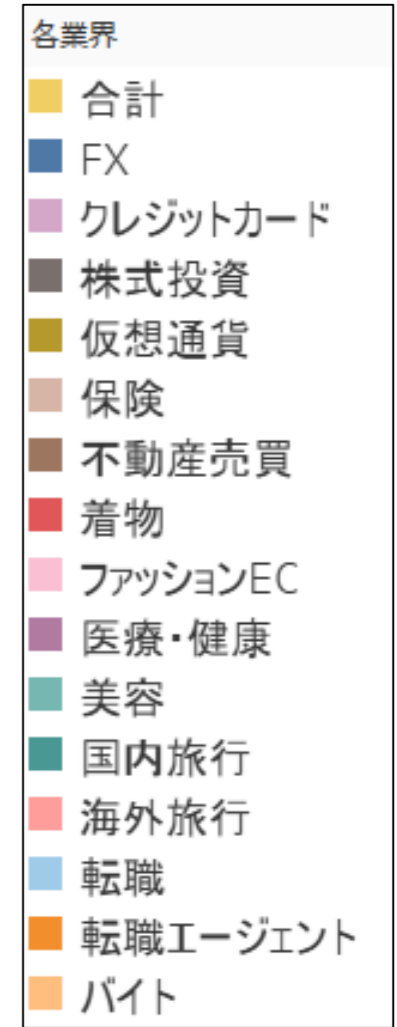 各業界
合計
FX
クレジットカード
株式投資
仮想通貨
保険
不動産売買
着物
ファッションEC
医療・健康
美容
国内旅行
海外旅行
転職
転職エージェント
バイト